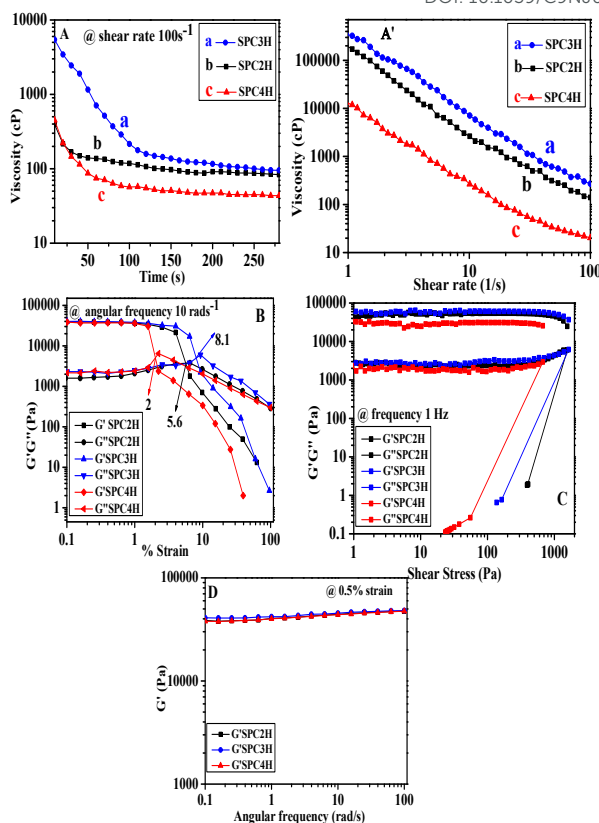 DOI: 10.1039/C9NJ0
A
@ shear rate 100s-1
a SPC3H
b SPC2H
c SPC4H
a
b
c
10000
1000
100
10
Viscosity (cP)
50 100 150 200 250
Time (s)
A'
a SPC3H
b SPC2H
c SPC4H
a
b
c
100000
10000
1000
100
10
Viscosity (cP)
1 10 100
Shear rate (1/s)
@ angular frequency 10 rads-1
B
8.1
2
5.6
G' SPC2H
G''SPC2H
G'SPC3H
G''SPC3H
G'SPC4H
G''SPC4H
100000
10000
1000
100
10
1
G'G'' (Pa)
0.1 1 10 100
% Strain
@ frequency 1 Hz
C
G'SPC2H
G''SPC2H
G'SPC3H
G''SPC3H
G'SPC4H
G''SPC4H
100000
10000
1000
100
10
1
0.1
G'G'' (Pa)
1 10 100 1000
Shear Stress (Pa)
D
@ 0.5% strain
G'SPC2H
G'SPC3H
G'SPC4H
100000
10000
1000
G' (Pa)
0.1 1 10 100
Angular frequency (rad/s)